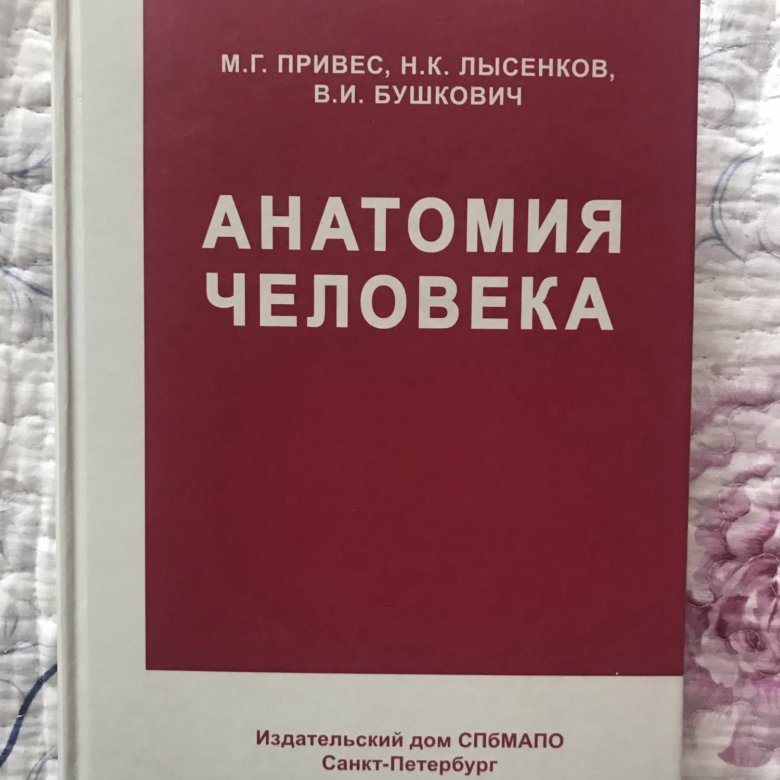 М.Г. ПРИВЕС, Н.К. ЛЫСЕНКОВ,
В.И. БУШКОВИЧ
АНАТОМИЯ
ЧЕЛОВЕКА
Издательский дом СПбМАПО
Санкт-Петербург